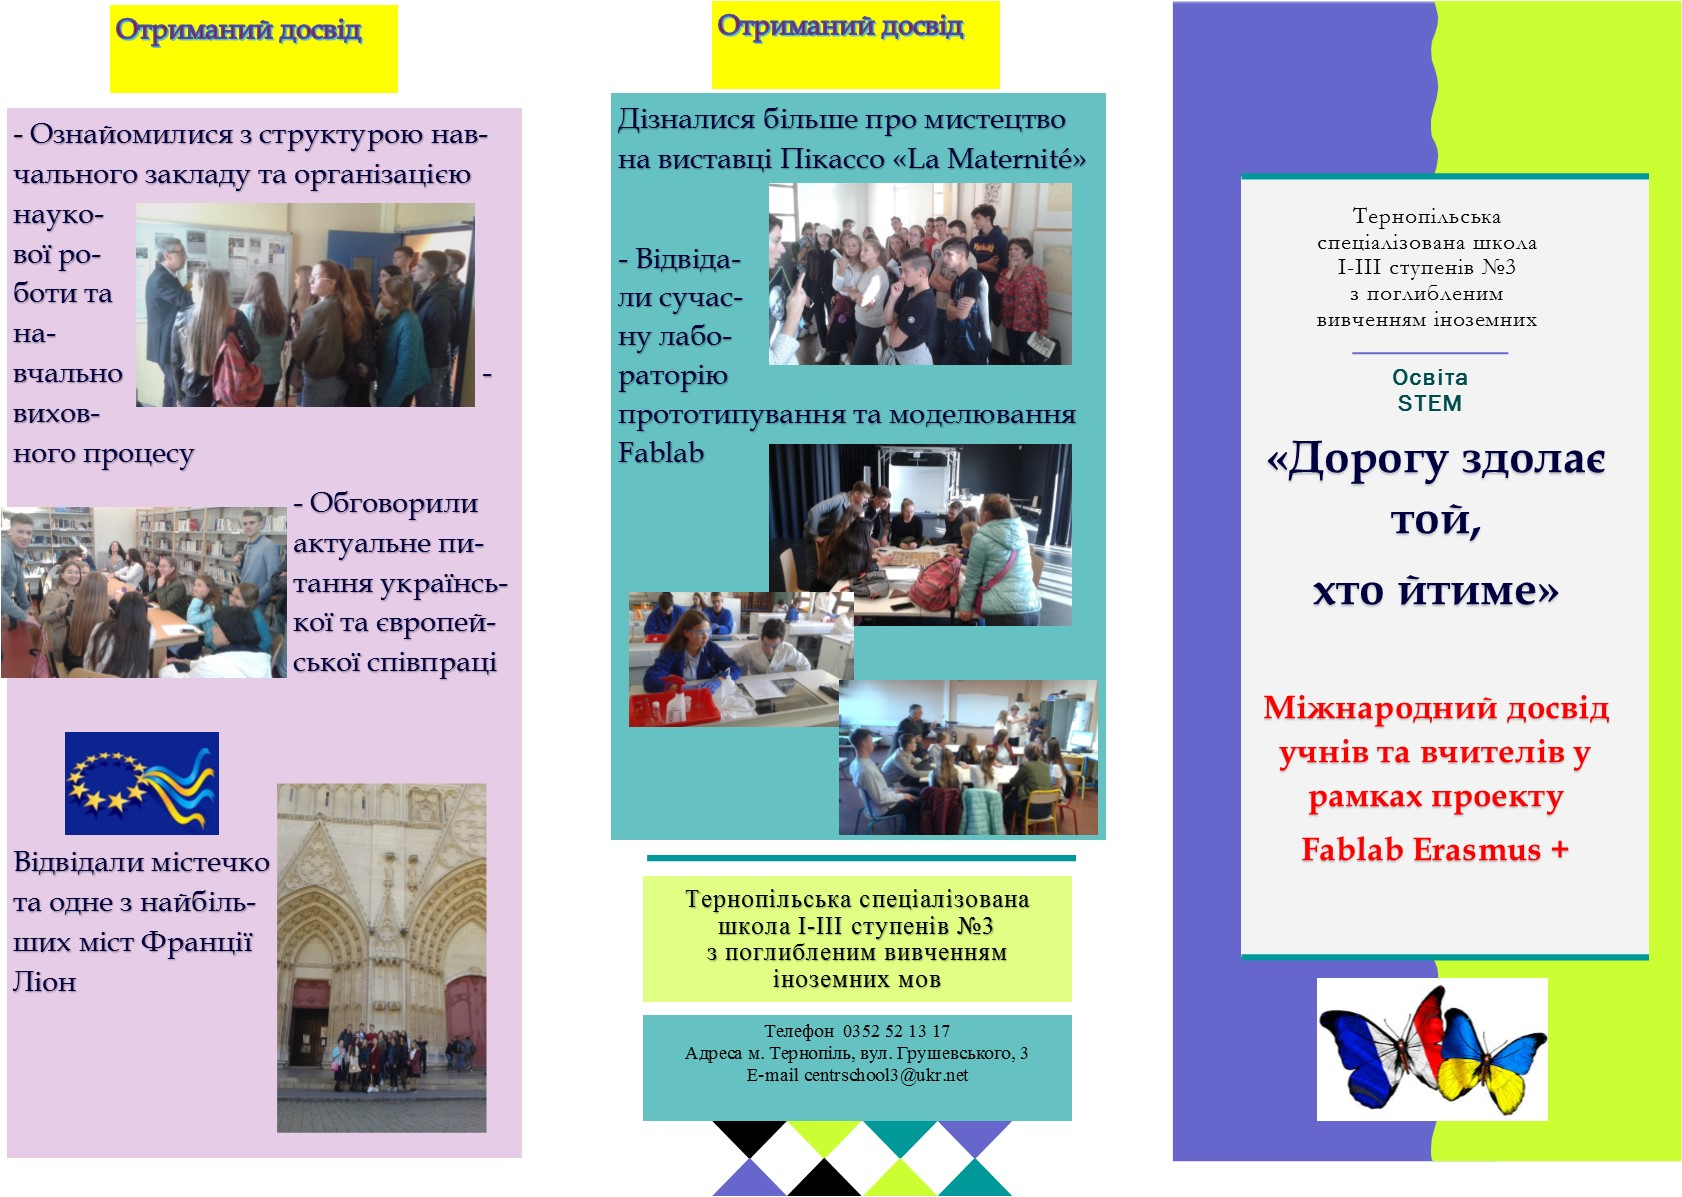 Отриманий досвід
- Ознайомилися з структурою нав-
чального закладу та організацією
науко-
вої ро-
боти та
на-
вчально -
вихов-
ного процесу
- Обговорили
актуальне пи-
тання українсь-
кої та європей-
ської співпраці
Відвідали містечко
та одне з найбіль-
ших міст Франції
Ліон
Отриманий досвід
Дізналися більше про мистецтво
на виставці Пікассо «La Maternité»
- Відвіда-
ли сучас-
ну лабо-
раторію
прототипування та моделювання
Fablab
Тернопільська спеціалізована
школа І-ІІІ ступенів №3
з поглибленим вивченням
іноземних мов
Телефон 0352 52 13 17
Адреса м. Тернопіль, вул. Грушевського, 3
E-mail centrschool3@ukr.net
Тернопільська
спеціалізована школа
І-ІІІ ступенів №3
з поглибленим
вивченням іноземних
Освіта
STEM
«Дорогу здолає
той,
хто йтиме»
Міжнародний досвід
учнів та вчителів у
рамках проекту
Fablab Erasmus +